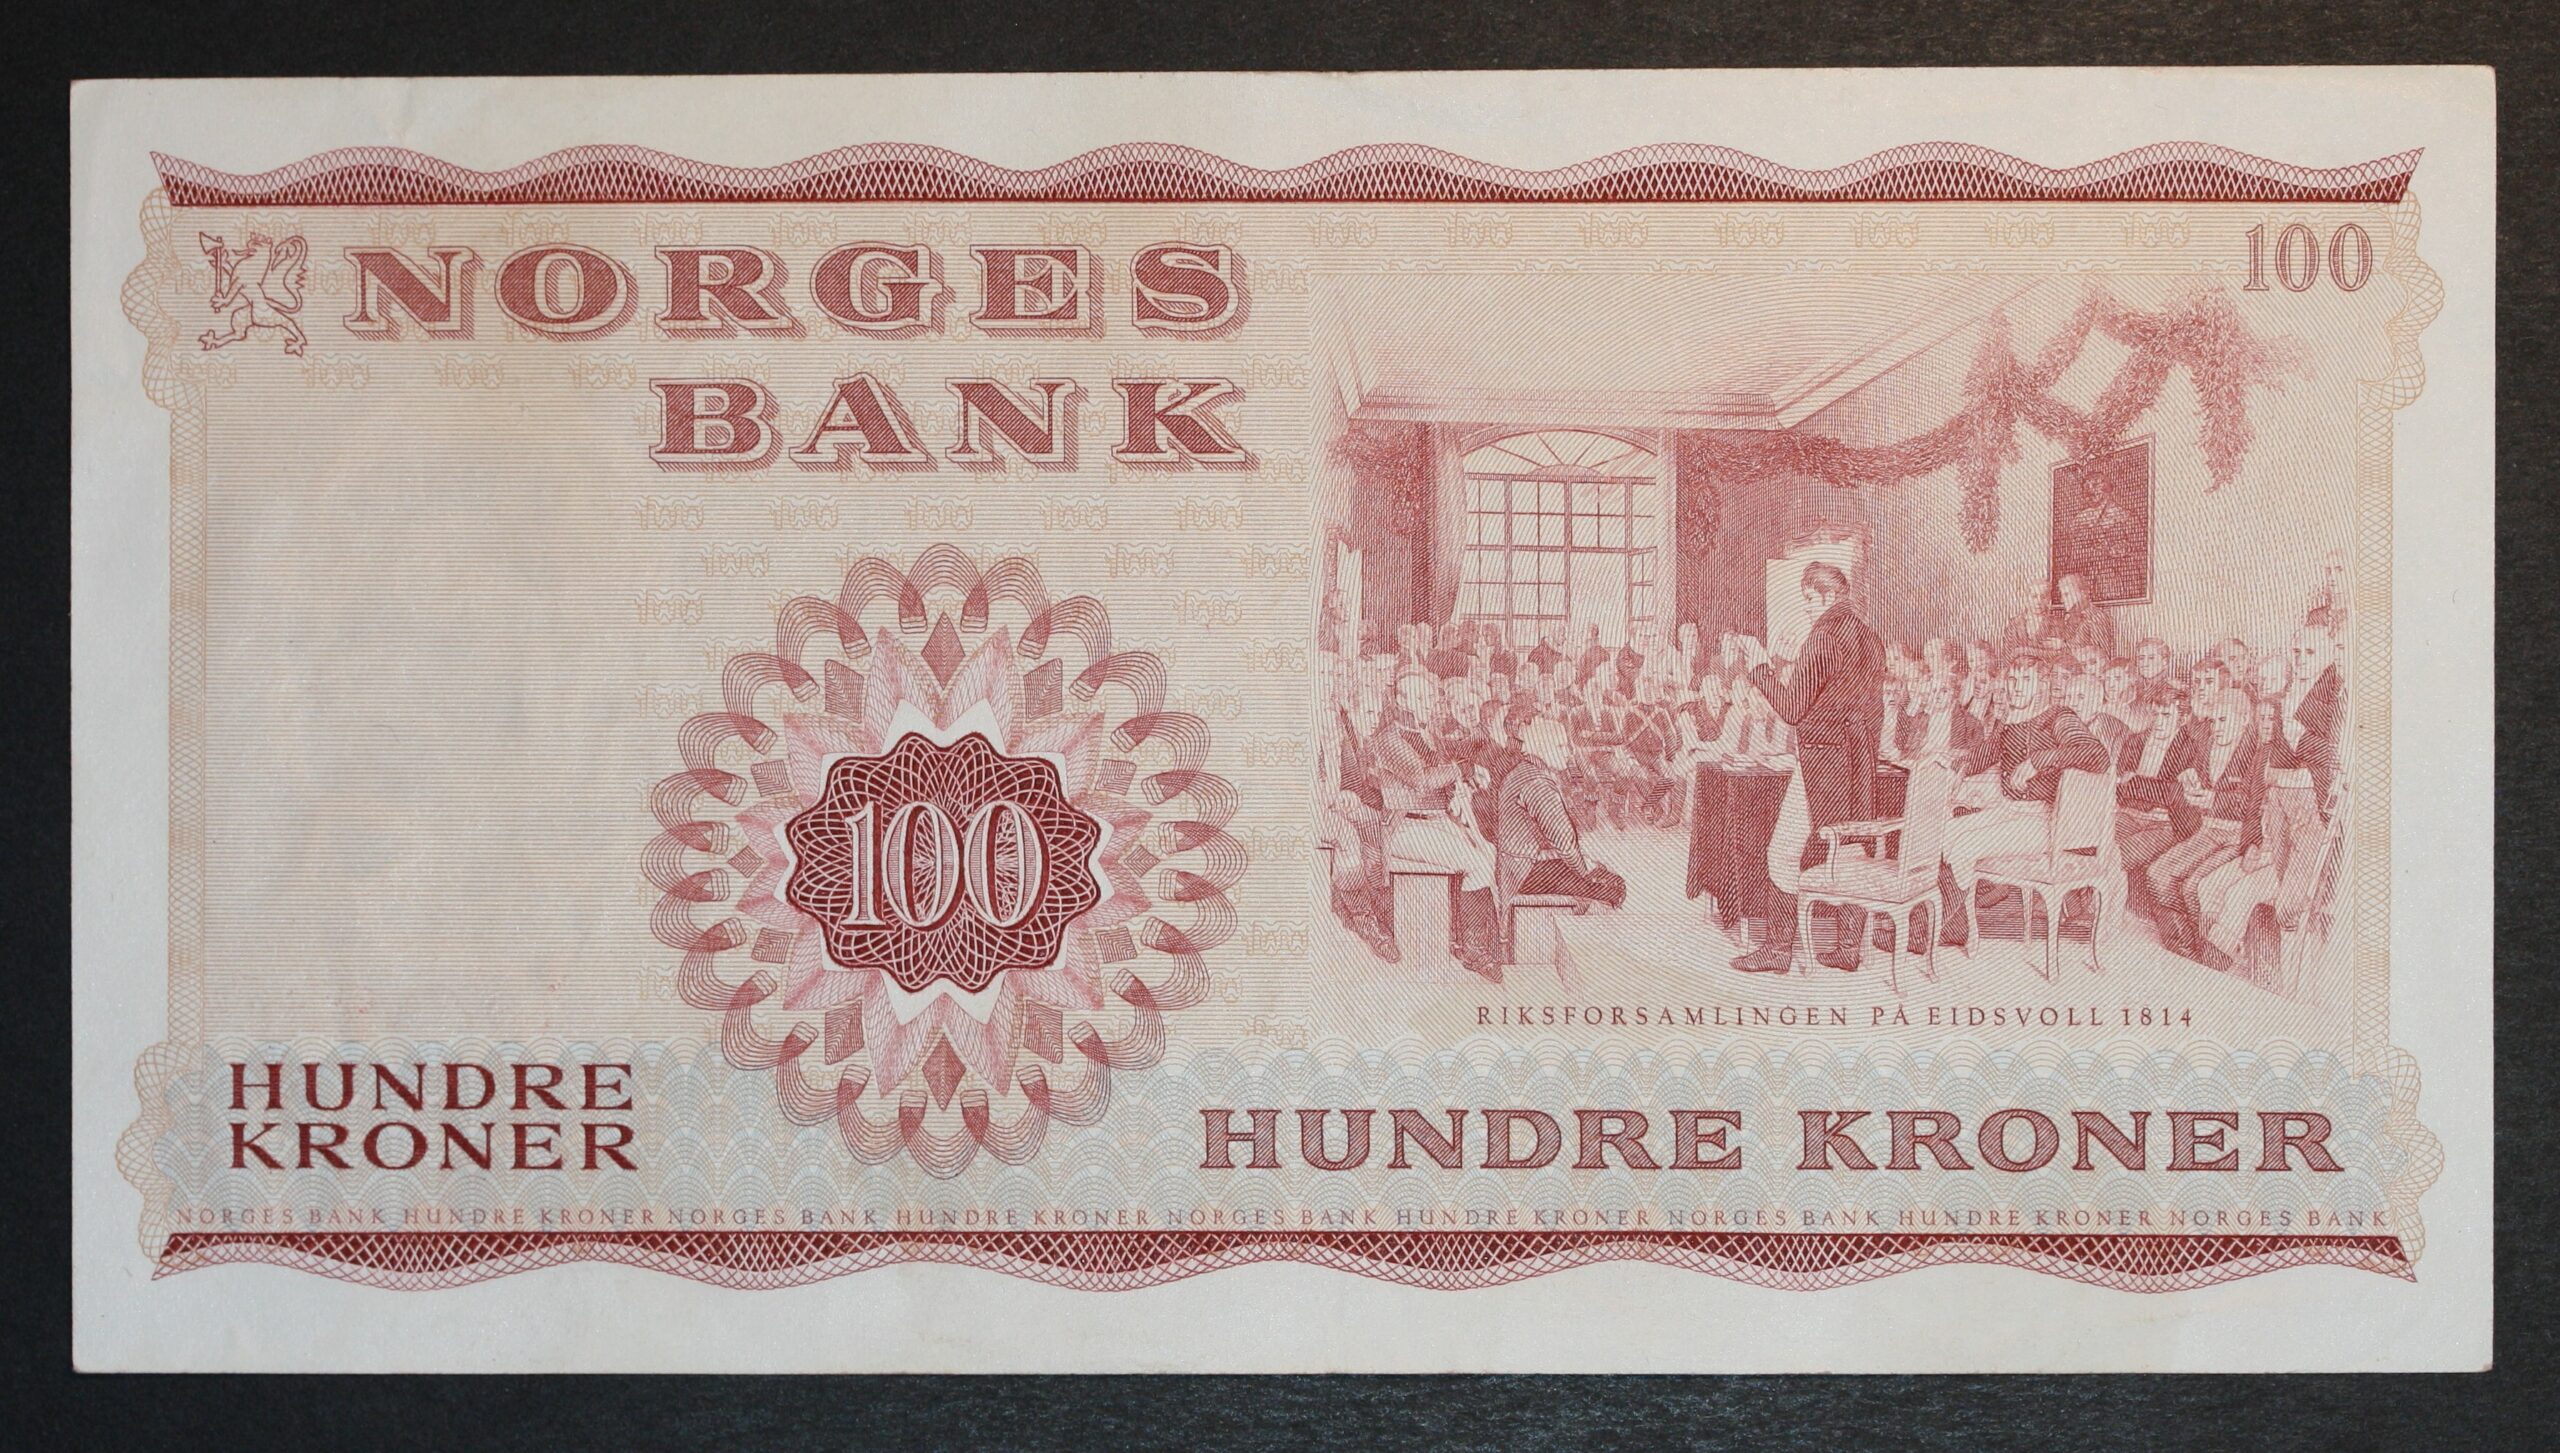 NORGES
BANK
100
100
RIKSFORSAMLINGEN PÅ EIDSVOLL 1814
HUNDRE
KRONER
HUNDRE KRONER
NORGES BANK HUNDRE KRONER NORGES BANK HUNDRE KRONER NORGES BANK HUNDRE KRONER NORGES BANK HUNDRE KRONER NORGES BANK